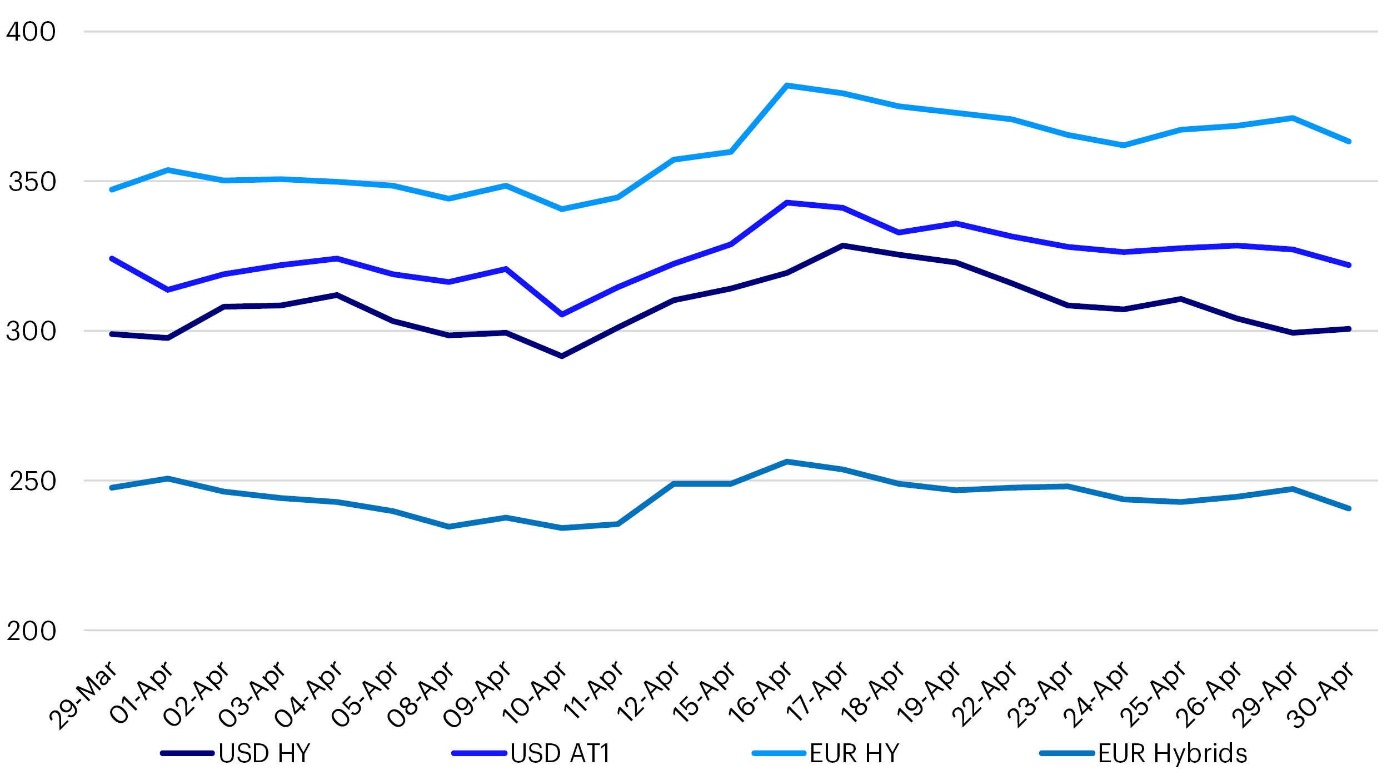 400
350
300
250
200
29-Mar
01-Apr
02-Apr
03-Apr
04-Apr
05-Apr
08-Apr
09-Apr
10-Apr
11-Apr
12-Apr
15-Apr
16-Apr
17-Apr
18-Apr
19-Apr
22-Apr
23-Apr
24-Apr
25-Apr
26-Apr
29-Apr
30-Apr
USD HY USD AT1 EUR HY EUR Hybrids